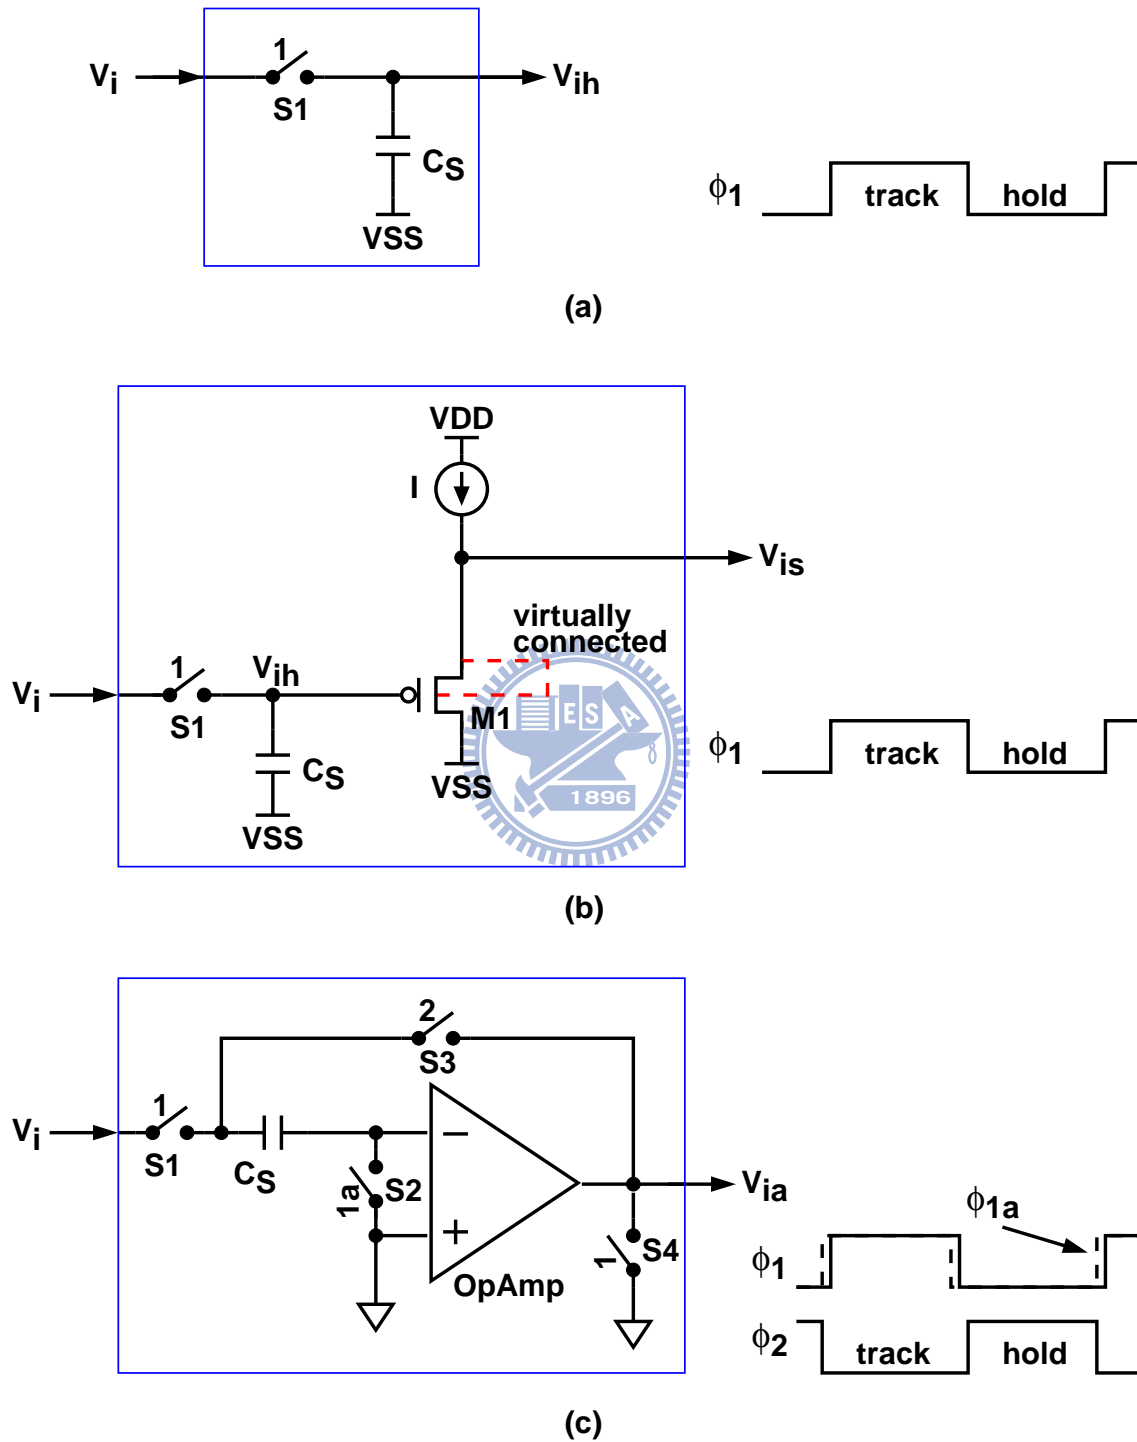 1
Vi
Vih
S1
CS
VSS
ϕ1
track
hold
(a)
VDD
I
Vis
virtually
connected
1
Vih
Vi
S1
M1
E S A
CS
VSS
VSS
1896
ϕ1
track
hold
(b)
2
S3
1
Vi
S1
CS
1a
S2
−
+
OpAmp
Via
1
S4
ϕ1a
ϕ1
ϕ2
track
hold
(c)